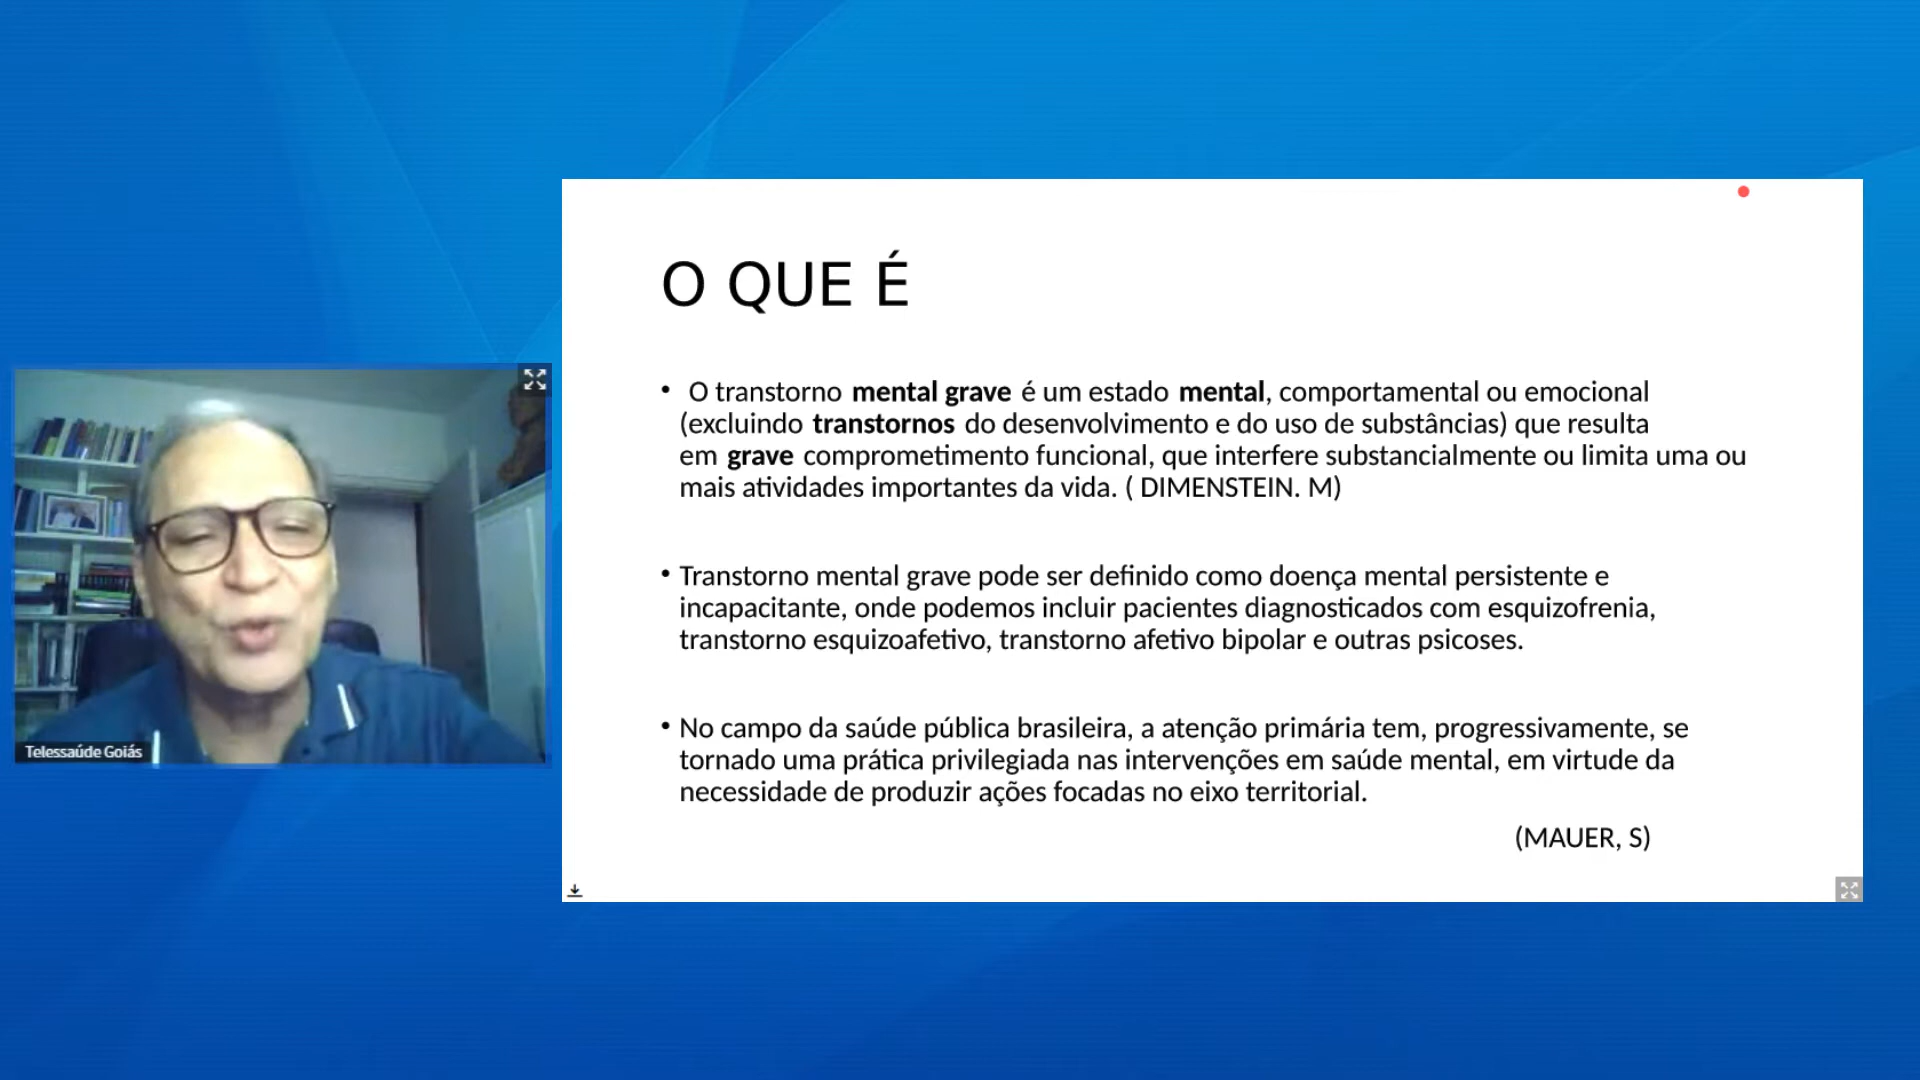 O QUE É
• O transtorno mental grave é um estado mental, comportamental ou emocional
(excluindo transtornos do desenvolvimento e do uso de substâncias) que resulta
em grave comprometimento funcional, que interfere substancialmente ou limita uma ou
mais atividades importantes da vida. ( DIMENSTEIN. M)
• Transtorno mental grave pode ser definido como doença mental persistente e
incapacitante, onde podemos incluir pacientes diagnosticados com esquizofrenia,
transtorno esquizoafetivo, transtorno afetivo bipolar e outras psicoses.
• No campo da saúde pública brasileira, a atenção primária tem, progressivamente, se
tornado uma prática privilegiada nas intervenções em saúde mental, em virtude da
necessidade de produzir ações focadas no eixo territorial.
(MAUER, S)
Telessaúde Goiás